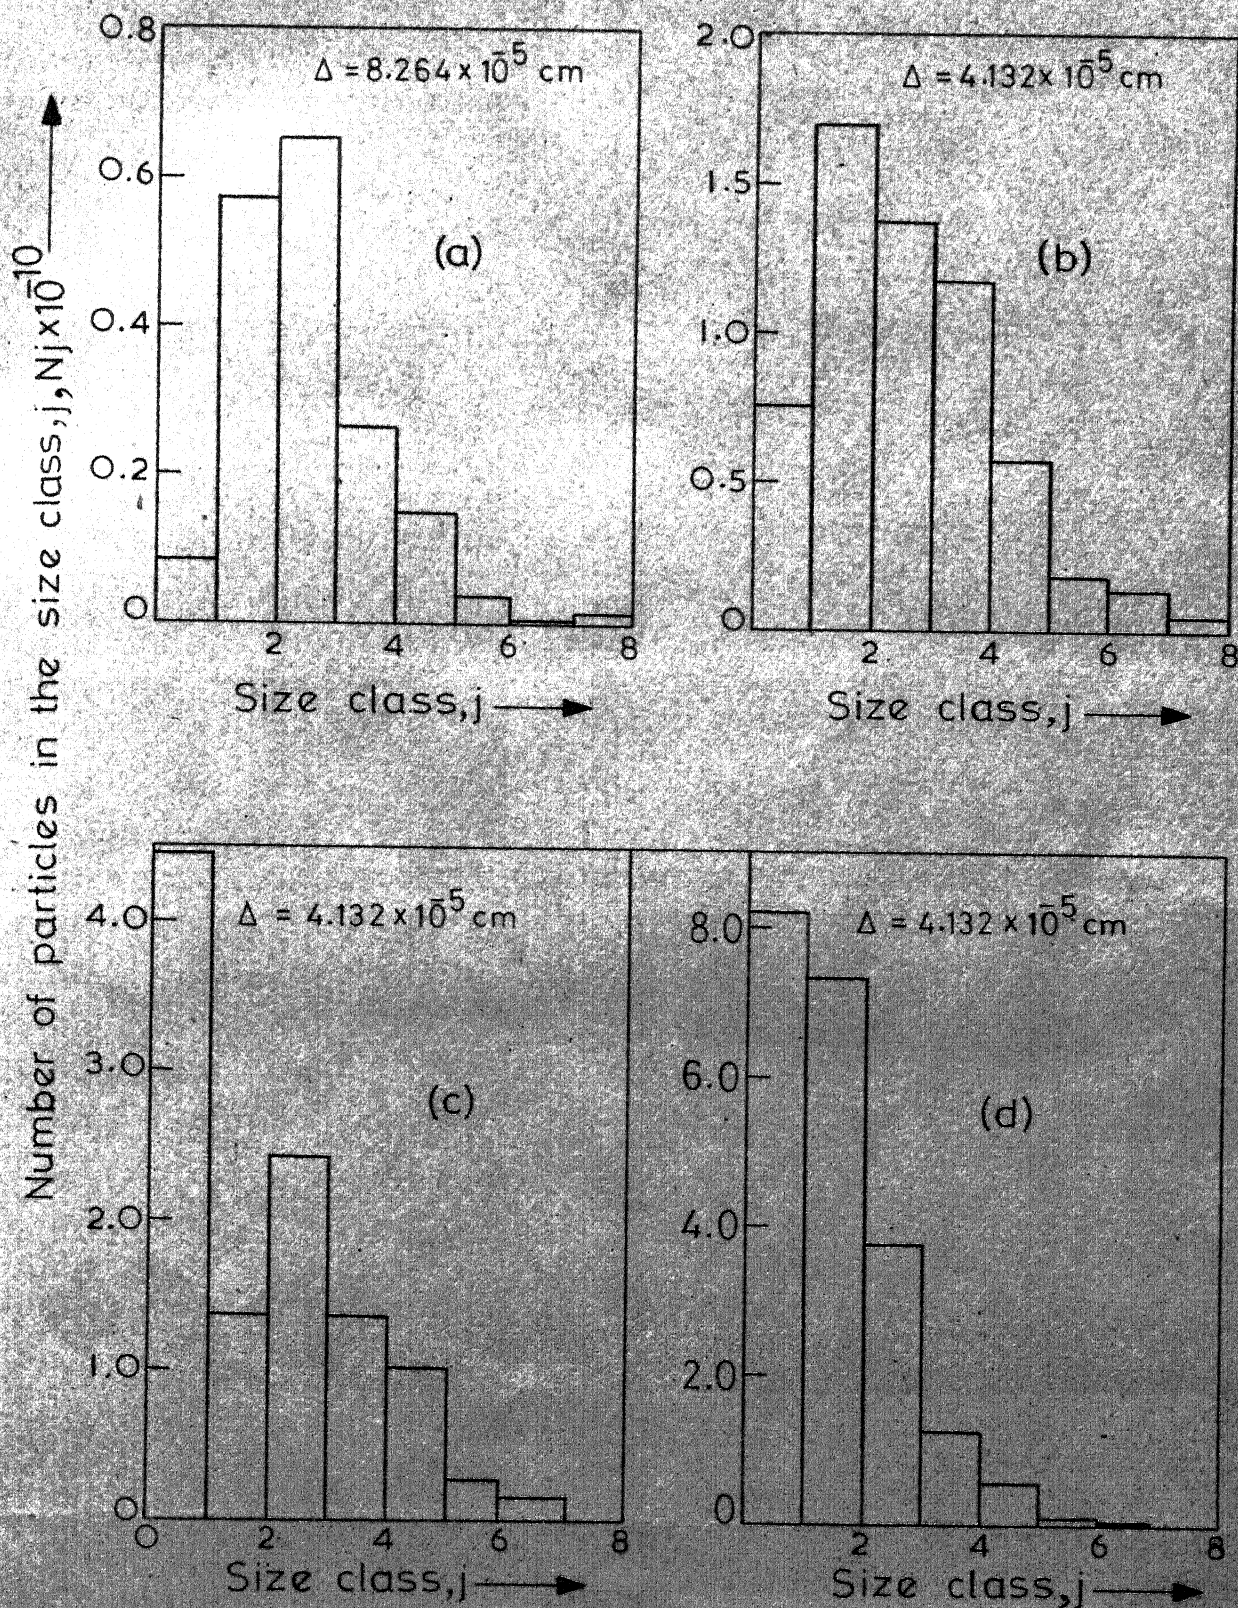 Number of particles in the size class, j, Nj x 10^-10
0.8
0.6
0.4
0.2
0
Δ = 8.264 x 10^-5 cm
(a)
2 4 6 8
Size class, j
2.0
1.5
1.0
0.5
0
Δ = 4.132 x 10^-5 cm
(b)
2 4 6 8
Size class, j
4.0
3.0
2.0
1.0
0
Δ = 4.132 x 10^-5 cm
(c)
0 2 4 6 8
Size class, j
8.0
6.0
4.0
2.0
0
Δ = 4.132 x 10^-5 cm
(d)
2 4 6 8
Size class, j